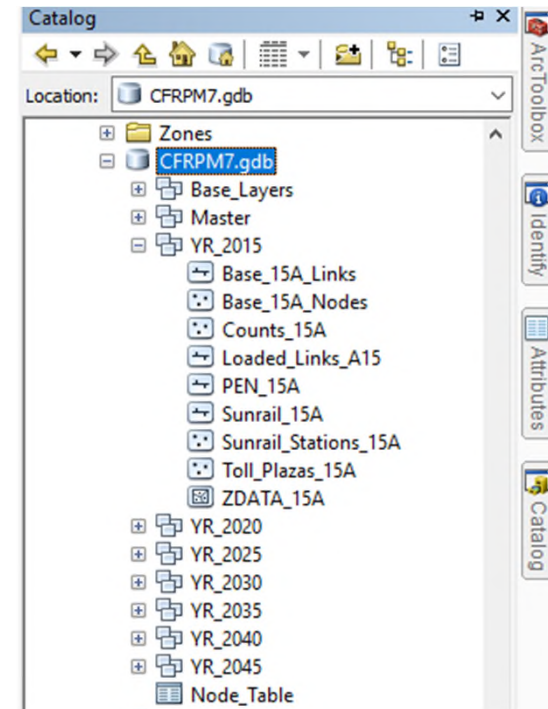 Catalog
Location: CFRPM7.gdb
Zones
CFRPM7.gdb
Base_Layers
Master
YR_2015
Base_15A_Links
Base_15A_Nodes
Counts_15A
Loaded_Links_A15
PEN_15A
Sunrail_15A
Sunrail_Stations_15A
Toll_Plazas_15A
ZDATA_15A
YR_2020
YR_2025
YR_2030
YR_2035
YR_2040
YR_2045
Node_Table
ArcToolbox
Identify
Attributes
Catalog